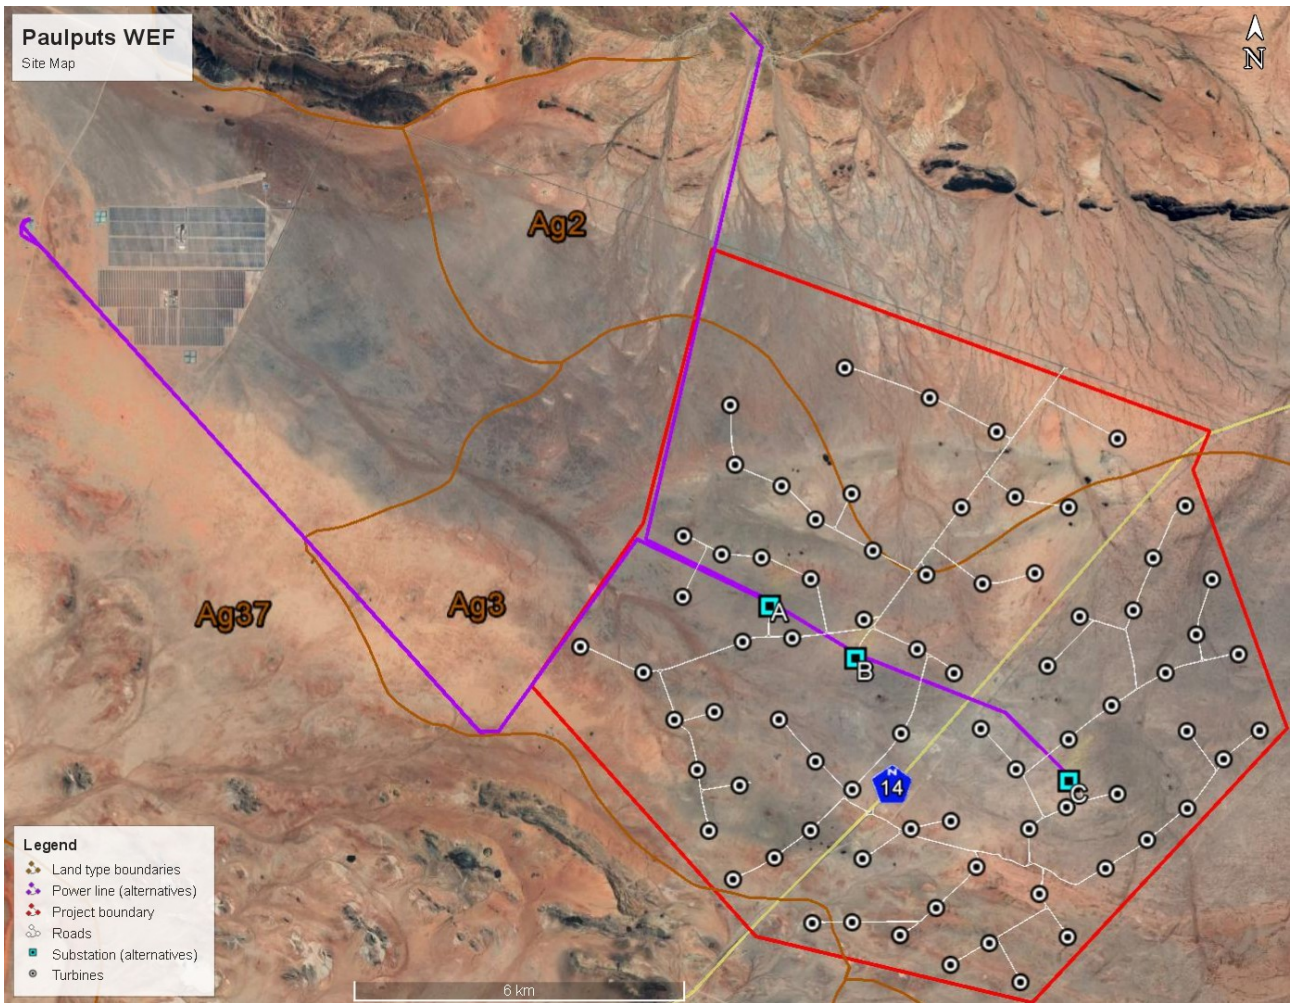 Paulputs WEF
Site Map
N
Ag2
Ag37
Ag3
A
B
N
14
C
Legend
Land type boundaries
Power line (alternatives)
Project boundary
Roads
Substation (alternatives)
Turbines
6 km